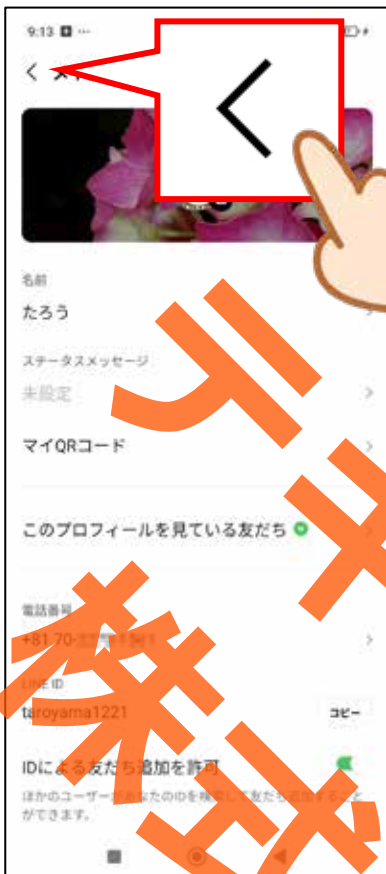 9:13
名前
たろう
ステータスメッセージ
未設定
マイQRコード
このプロフィールを見ている友だち
電話番号
+81 70-
LINE ID
taroyama1221
コピー
IDによる友だち追加を許可
ほかのユーザーがあなたのIDを検索して友だち追加すること
ができます。
デ
株式